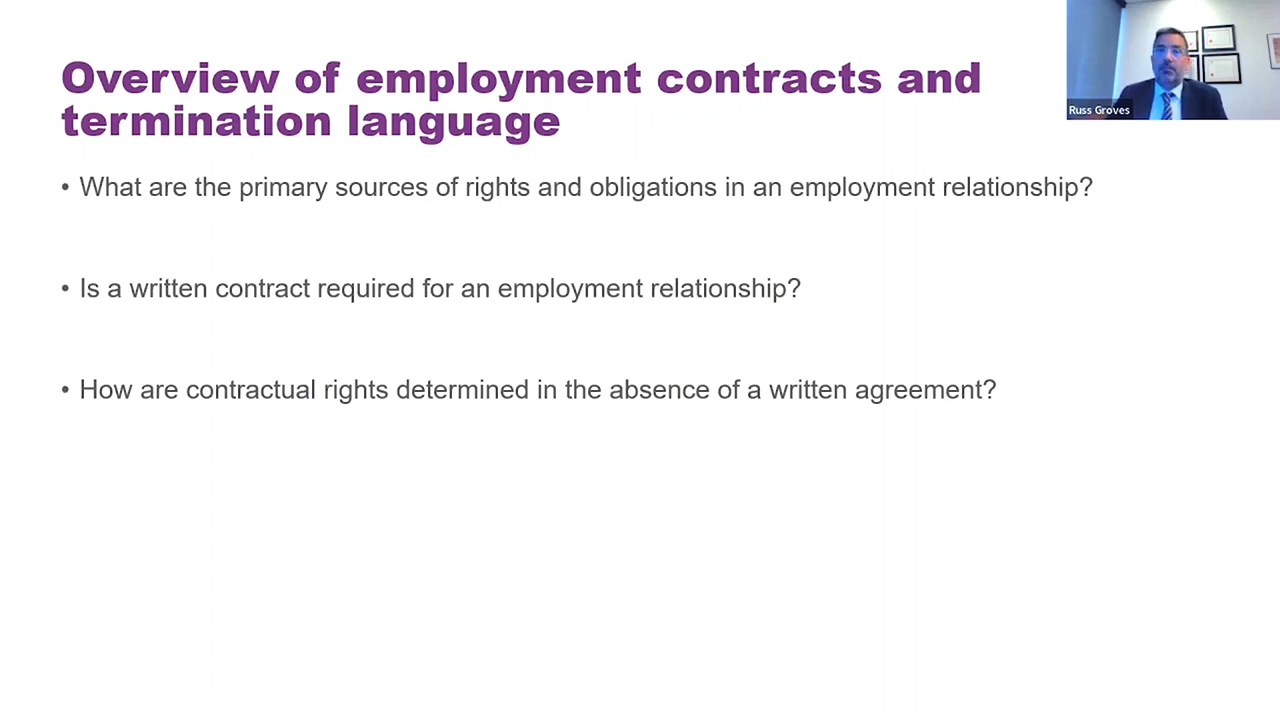 Overview of employment contracts and
termination language
• What are the primary sources of rights and obligations in an employment relationship?
• Is a written contract required for an employment relationship?
• How are contractual rights determined in the absence of a written agreement?
Russ Groves